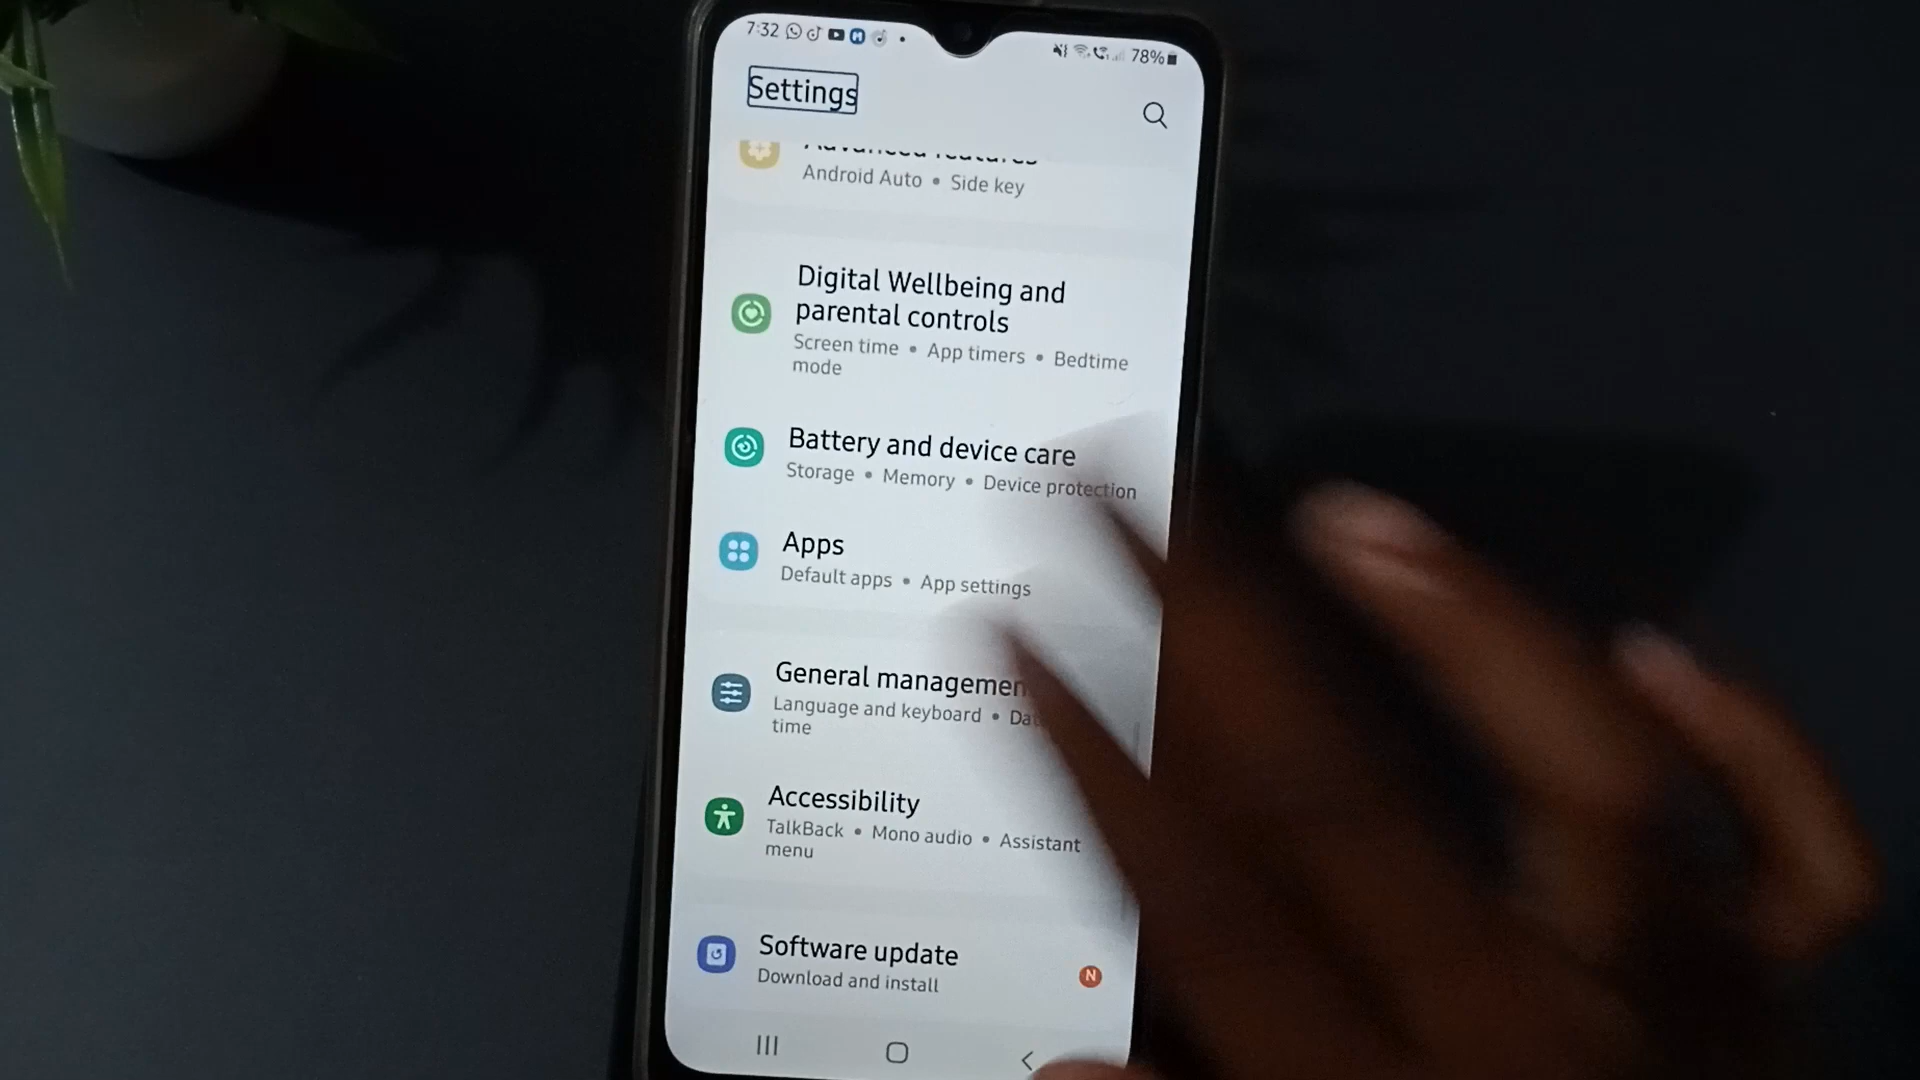 7:32
78%
Settings
Advanced features
Android Auto • Side key
Digital Wellbeing and
parental controls
Screen time • App timers • Bedtime
mode
Battery and device care
Storage • Memory • Device protection
Apps
Default apps • App settings
General managemen
Language and keyboard • Da
time
Accessibility
TalkBack • Mono audio • Assistant
menu
Software update
Download and install
N